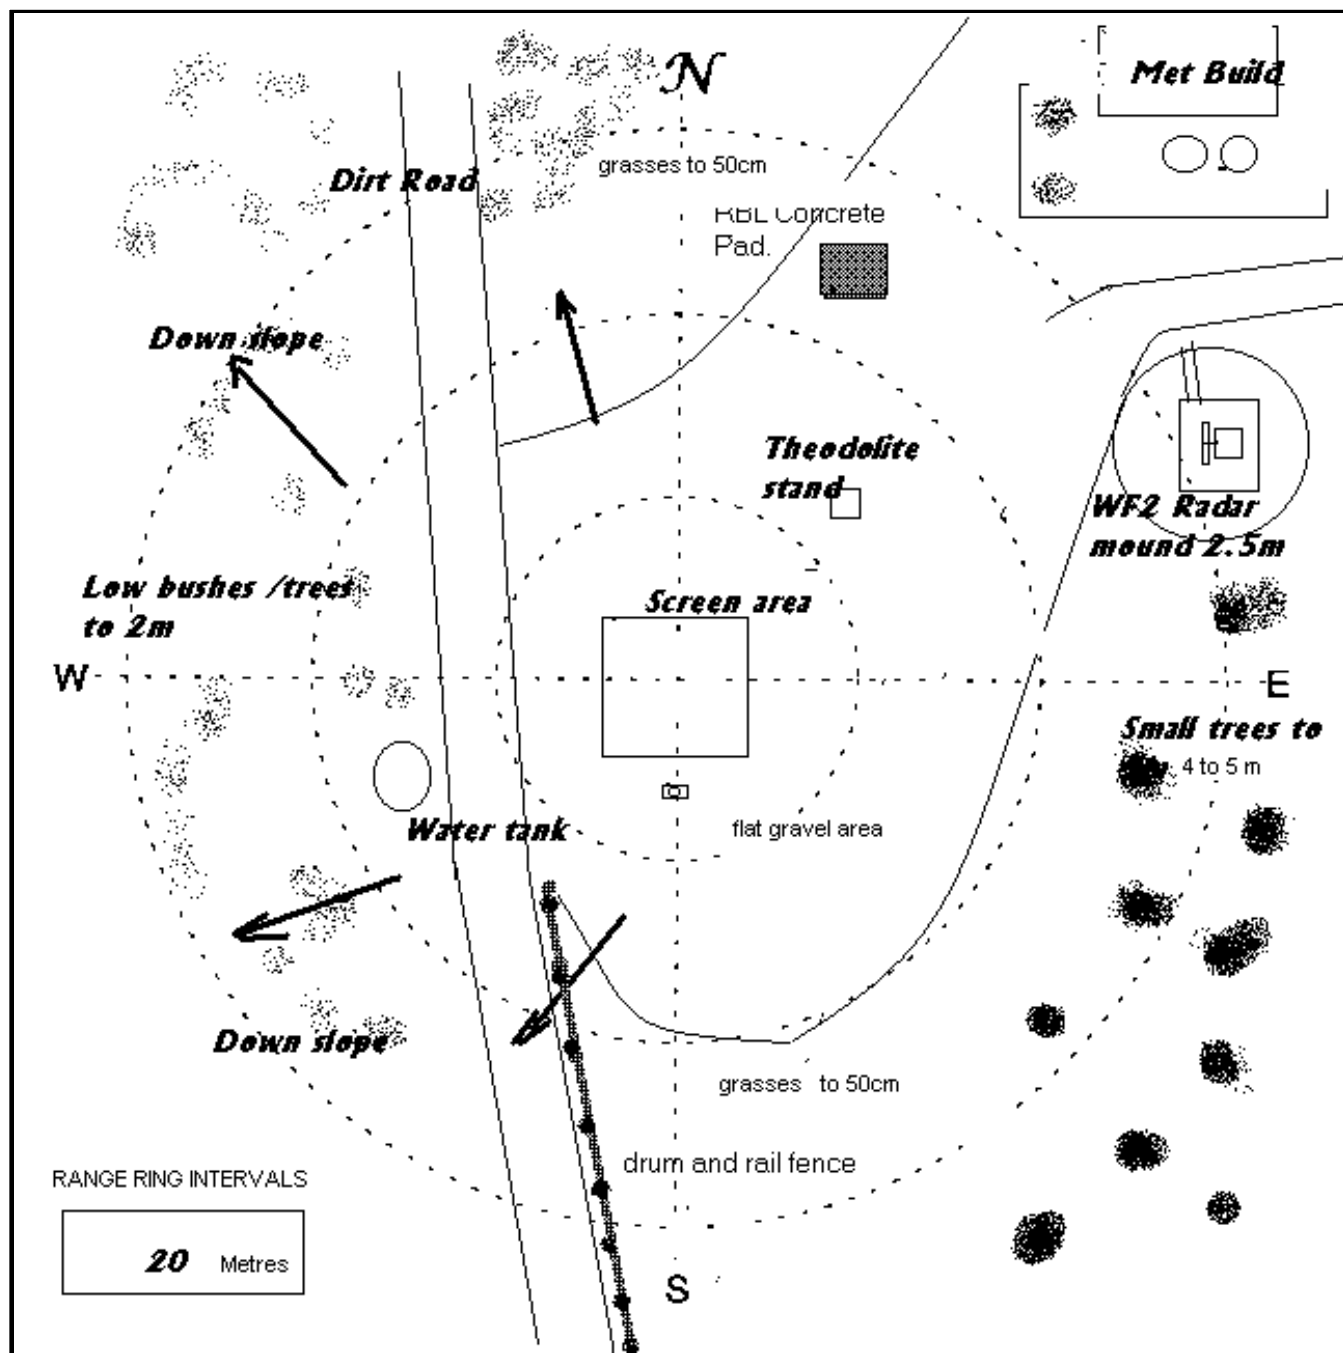 N
Met Build
grasses to 50cm
Dirt Road
RBL Concrete
Pad.
Down slope
Theodolite
stand
WF2 Radar
mound 2.5m
Low bushes /trees
to 2m
Screen area
W
E
Small trees to
4 to 5 m
Water tank
flat gravel area
Down slope
grasses to 50cm
drum and rail fence
RANGE RING INTERVALS
20 Metres
S